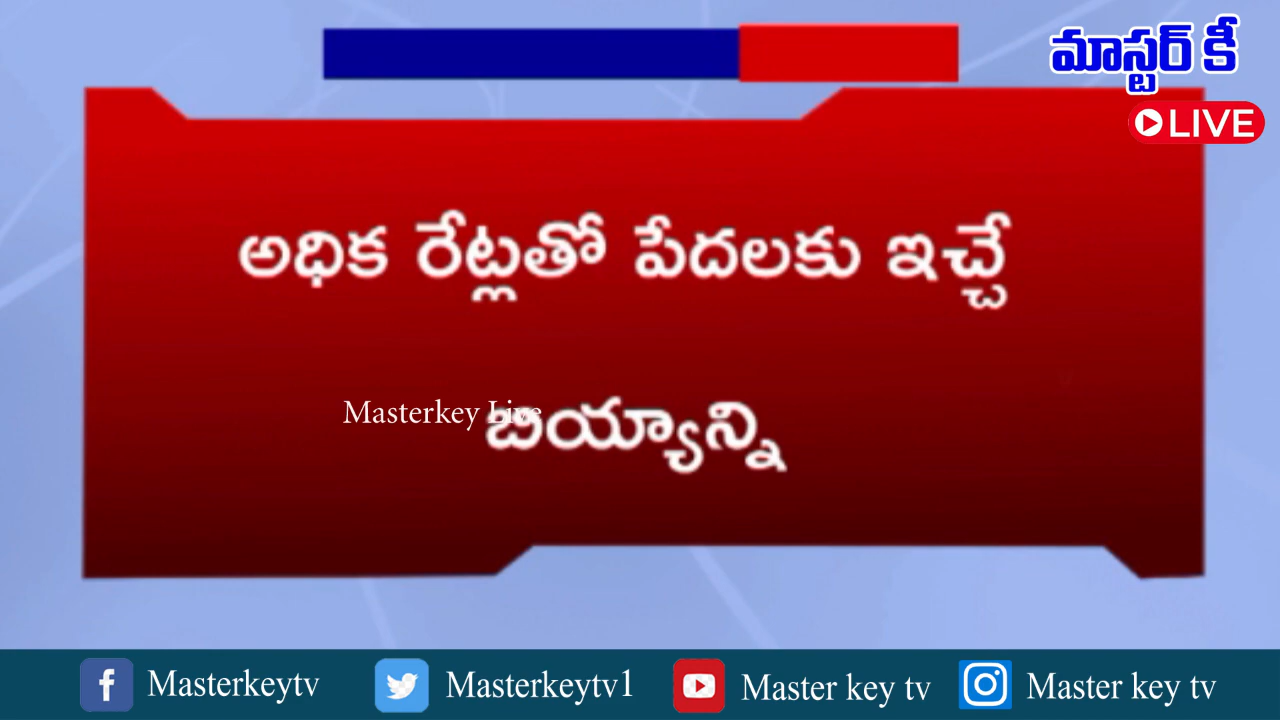 మాస్టర్ కీ
LIVE
అధిక రేట్లతో పేదలకు ఇచ్చే
Masterkey Live
బియ్యాన్ని
Masterkeytv Masterkeytv1 Master key tv Master key tv